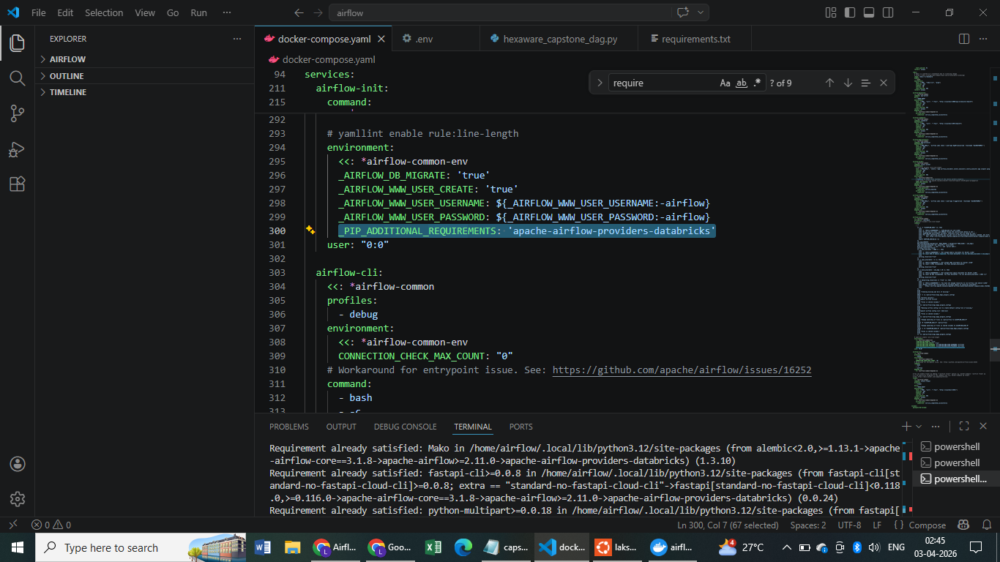 File Edit Selection View Go Run ···
airflow
EXPLORER
AIRFLOW
OUTLINE
TIMELINE
docker-compose.yaml
.env
hexaware_capstone_dag.py
requirements.txt
docker-compose.yaml
require
Aa ab .* ? of 9
94 services:
211 airflow-init:
215 command:
292
293 # yamllint enable rule:line-length
294 environment:
295 <<: *airflow-common-env
296 _AIRFLOW_DB_MIGRATE: 'true'
297 _AIRFLOW_WWW_USER_CREATE: 'true'
298 _AIRFLOW_WWW_USER_USERNAME: ${_AIRFLOW_WWW_USER_USERNAME:-airflow}
299 _AIRFLOW_WWW_USER_PASSWORD: ${_AIRFLOW_WWW_USER_PASSWORD:-airflow}
300 _PIP_ADDITIONAL_REQUIREMENTS: 'apache-airflow-providers-databricks'
301 user: "0:0"
302
303 airflow-cli:
304 <<: *airflow-common
305 profiles:
306 - debug
307 environment:
308 <<: *airflow-common-env
309 CONNECTION_CHECK_MAX_COUNT: "0"
310 # Workaround for entrypoint issue. See: https://github.com/apache/airflow/issues/16252
311 command:
312 - bash
313 - -c
PROBLEMS OUTPUT DEBUG CONSOLE TERMINAL PORTS
Requirement already satisfied: Mako in /home/airflow/.local/lib/python3.12/site-packages (from alembic<2.0,>=1.13.1->apache
-airflow-core==3.1.8->apache-airflow>=2.11.0->apache-airflow-providers-databricks) (1.3.10)
Requirement already satisfied: fastapi-cli>=0.0.8 in /home/airflow/.local/lib/python3.12/site-packages (from fastapi-cli[st
andard-no-fastapi-cloud-cli]>=0.0.8; extra == "standard-no-fastapi-cloud-cli"->fastapi[standard-no-fastapi-cloud-cli]<0.118
.0,>=0.116.0->apache-airflow-core==3.1.8->apache-airflow>=2.11.0->apache-airflow-providers-databricks) (0.0.24)
Requirement already satisfied: python-multipart>=0.0.18 in /home/airflow/.local/lib/python3.12/site-packages (from fastapi[
powershell
powershell
powershell...
0 0
Ln 300, Col 7 (67 selected) Spaces: 2 UTF-8 LF { } Compose
Type here to search
Airfl...
Goo...
caps...
dock...
laks...
airfl...
27°C
ENG
02:45
03-04-2026